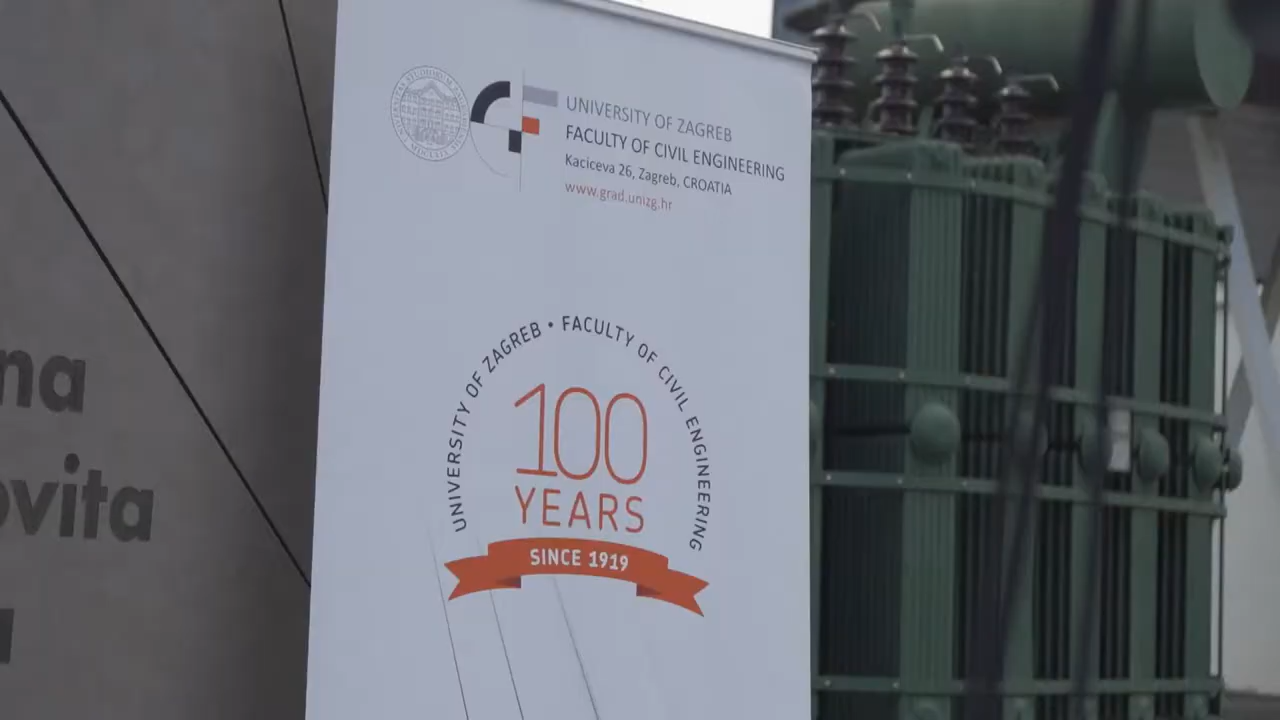 UNIVERSITY OF ZAGREB
FACULTY OF CIVIL ENGINEERING
Kaciceva 26, Zagreb, CROATIA
www.grad.unizg.hr
UNIVERSITY OF ZAGREB • FACULTY OF CIVIL ENGINEERING
100
YEARS
SINCE 1919
na
ovita